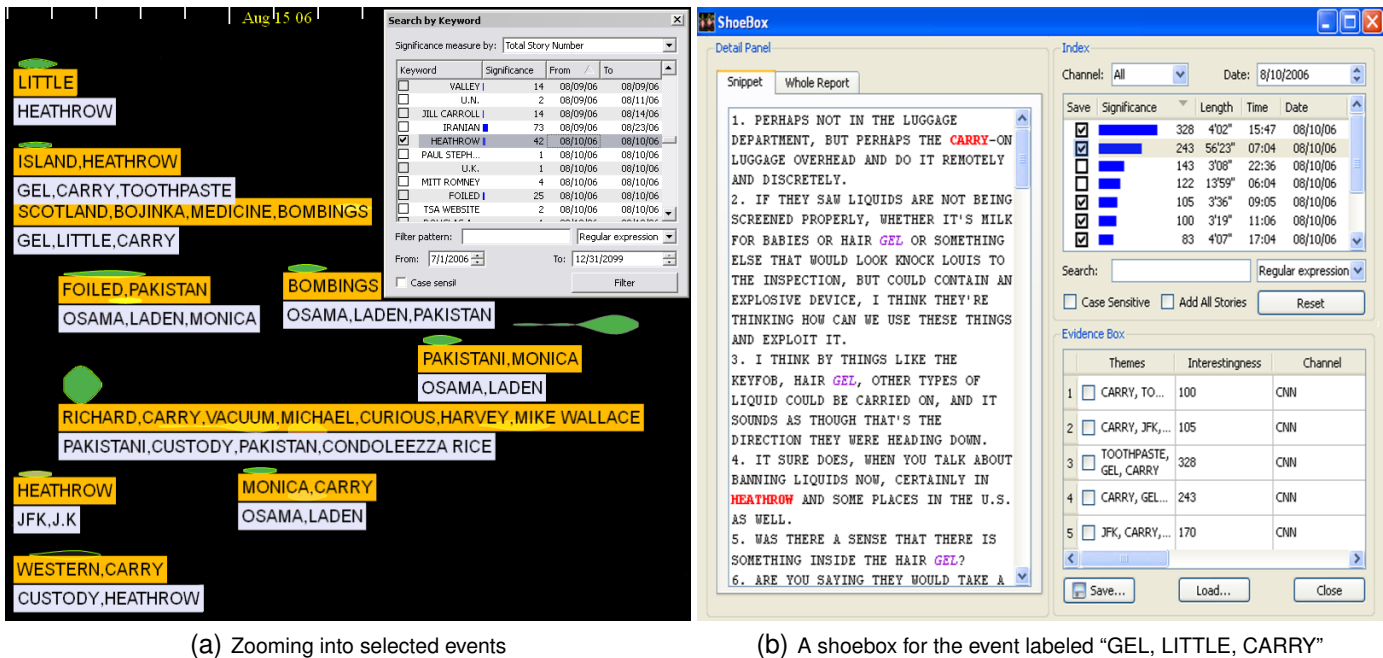 Aug 15 06
LITTLE
HEATHROW
ISLAND,HEATHROW
GEL,CARRY,TOOTHPASTE
SCOTLAND,BOJINKA,MEDICINE,BOMBINGS
GEL,LITTLE,CARRY
FOILED,PAKISTAN
OSAMA,LADEN,MONICA
BOMBINGS
OSAMA,LADEN,PAKISTAN
PAKISTANI,MONICA
OSAMA,LADEN
RICHARD,CARRY,VACUUM,MICHAEL,CURIOUS,HARVEY,MIKE WALLACE
PAKISTANI,CUSTODY,PAKISTAN,CONDOLEEZZA RICE
HEATHROW
JFK,J.K
MONICA,CARRY
OSAMA,LADEN
WESTERN,CARRY
CUSTODY,HEATHROW
Search by Keyword
Significance measure by: Total Story Number
Keyword Significance From To
VALLEY 14 08/09/06 08/09/06
U.N. 2 08/09/06 08/11/06
JILL CARROLL 14 08/09/06 08/14/06
IRANIAN 73 08/09/06 08/23/06
HEATHROW 42 08/10/06 08/10/06
PAUL STEPH... 1 08/10/06 08/10/06
U.K. 1 08/10/06 08/10/06
MITT ROMNEY 4 08/10/06 08/10/06
FOILED 25 08/10/06 08/10/06
TSA WEBSITE 2 08/10/06 08/10/06
Filter pattern: Regular expression
From: 7/1/2006 To: 12/31/2099
Case sensil Filter
(a) Zooming into selected events
ShoeBox
Detail Panel
Snippet Whole Report
1. PERHAPS NOT IN THE LUGGAGE
DEPARTMENT, BUT PERHAPS THE CARRY-ON
LUGGAGE OVERHEAD AND DO IT REMOTELY
AND DISCRETELY.
2. IF THEY SAW LIQUIDS ARE NOT BEING
SCREENED PROPERLY, WHETHER IT'S MILK
FOR BABIES OR HAIR GEL OR SOMETHING
ELSE THAT WOULD LOOK KNOCK LOUIS TO
THE INSPECTION, BUT COULD CONTAIN AN
EXPLOSIVE DEVICE, I THINK THEY'RE
THINKING HOW CAN WE USE THESE THINGS
AND EXPLOIT IT.
3. I THINK BY THINGS LIKE THE
KEYFOB, HAIR GEL, OTHER TYPES OF
LIQUID COULD BE CARRIED ON, AND IT
SOUNDS AS THOUGH THAT'S THE
DIRECTION THEY WERE HEADING DOWN.
4. IT SURE DOES, WHEN YOU TALK ABOUT
BANNING LIQUIDS NOW, CERTAINLY IN
HEATHROW AND SOME PLACES IN THE U.S.
AS WELL.
5. WAS THERE A SENSE THAT THERE IS
SOMETHING INSIDE THE HAIR GEL?
6. ARE YOU SAYING THEY WOULD TAKE A
Index
Channel: All Date: 8/10/2006
Save Significance Length Time Date
328 4'02" 15:47 08/10/06
243 56'23" 07:04 08/10/06
143 3'08" 22:36 08/10/06
122 13'59" 06:04 08/10/06
105 3'36" 09:05 08/10/06
100 3'19" 11:06 08/10/06
83 4'07" 17:04 08/10/06
Search: Regular expression
Case Sensitive Add All Stories Reset
Evidence Box
Themes Interestingness Channel
1 CARRY, TO... 100 CNN
2 CARRY, JFK,... 105 CNN
3 TOOTHPASTE, GEL, CARRY 328 CNN
4 CARRY, GEL... 243 CNN
5 JFK, CARRY,... 170 CNN
Save... Load... Close
(b) A shoebox for the event labeled “GEL, LITTLE, CARRY”